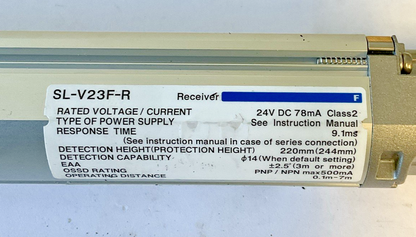 SL-V23F-R Receiver F
RATED VOLTAGE/CURRENT 24V DC 78mA Class2
TYPE OF POWER SUPPLY See Instruction Manual
RESPONSE TIME 9.1ms
(See instruction manual in case of series connection)
DETECTION HEIGHT(PROTECTION HEIGHT) 220mm(244mm)
DETECTION CAPABILITY ϕ14(When default setting)
EAA ±2.5°(3m or more)
OSSD RATING PNP/NPN max500mA
OPERATING DISTANCE 0.1m~7m